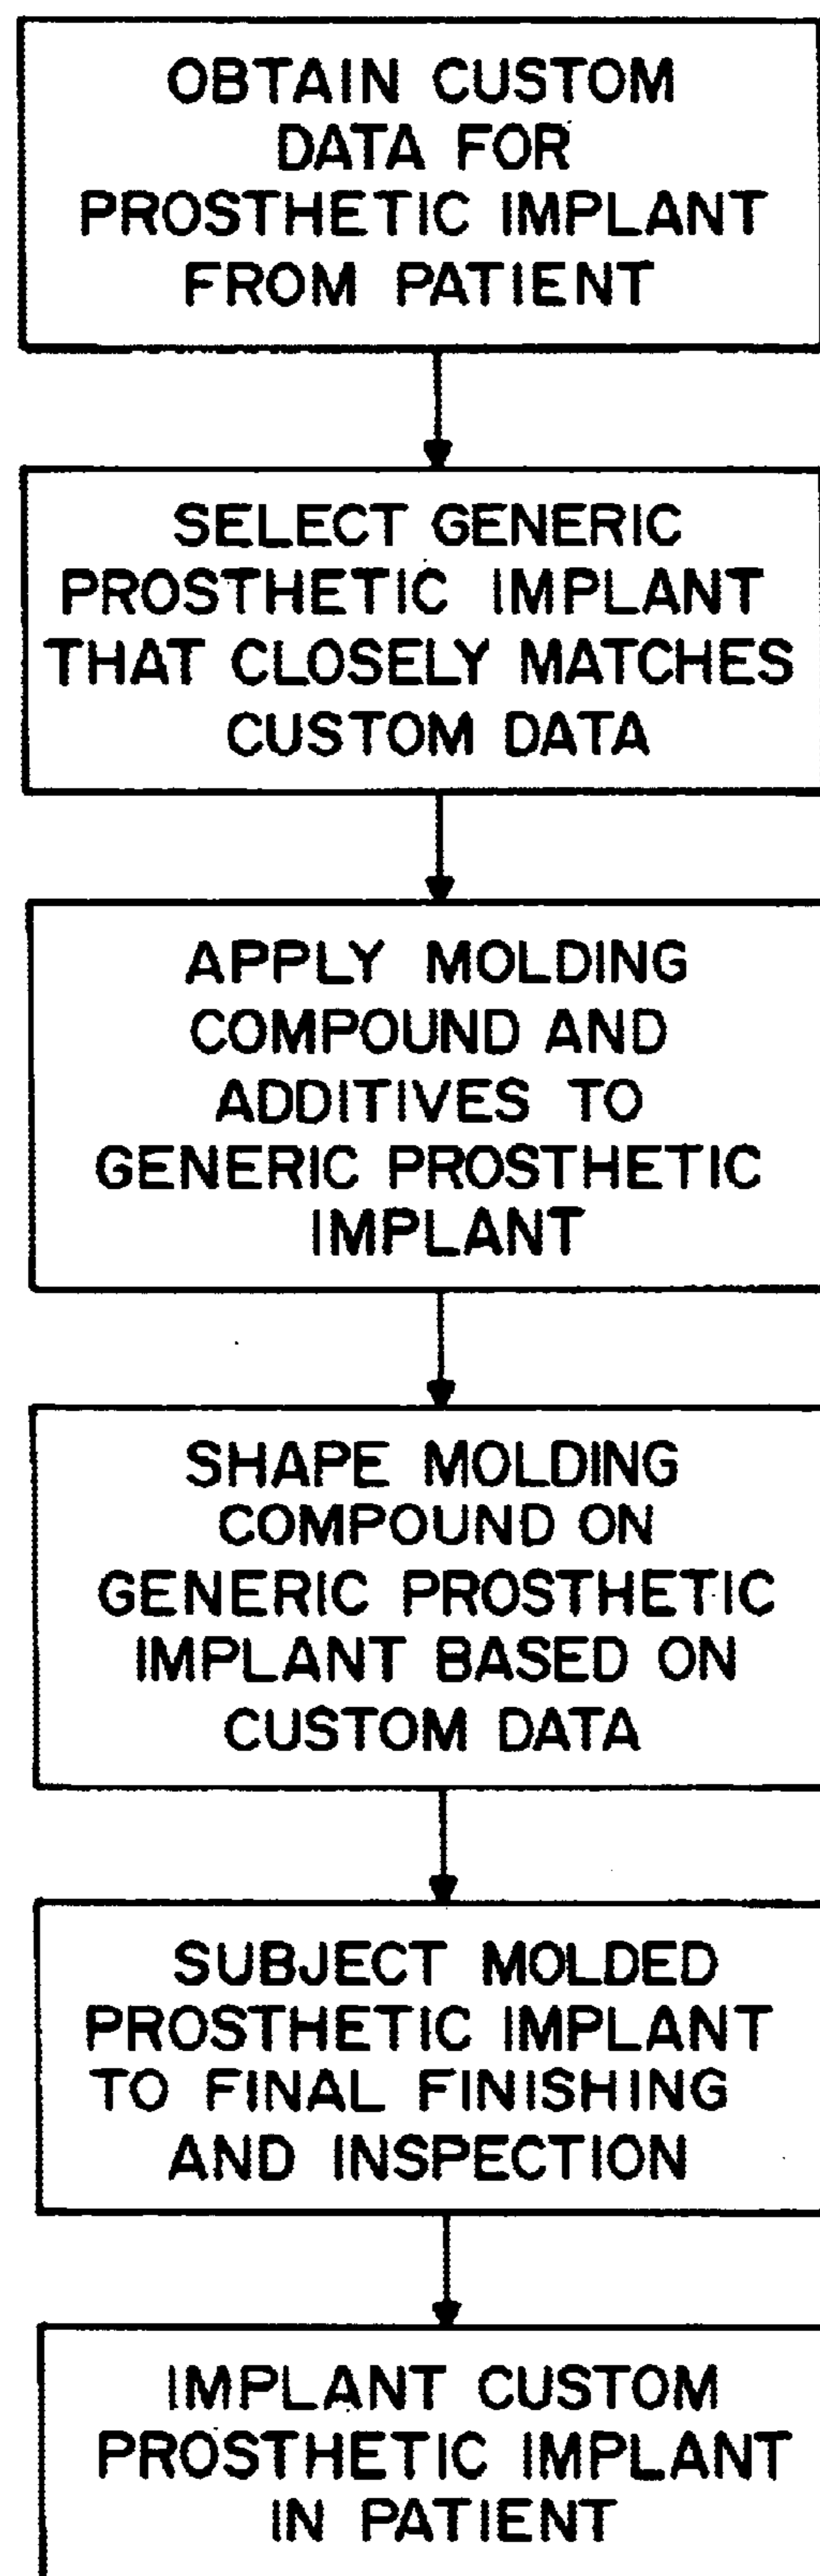 OBTAIN CUSTOM
DATA FOR
PROSTHETIC IMPLANT
FROM PATIENT
SELECT GENERIC
PROSTHETIC IMPLANT
THAT CLOSELY MATCHES
CUSTOM DATA
APPLY MOLDING
COMPOUND AND
ADDITIVES TO
GENERIC PROSTHETIC
IMPLANT
SHAPE MOLDING
COMPOUND ON
GENERIC PROSTHETIC
IMPLANT BASED ON
CUSTOM DATA
SUBJECT MOLDED
PROSTHETIC IMPLANT
TO FINAL FINISHING
AND INSPECTION
IMPLANT CUSTOM
PROSTHETIC IMPLANT
IN PATIENT